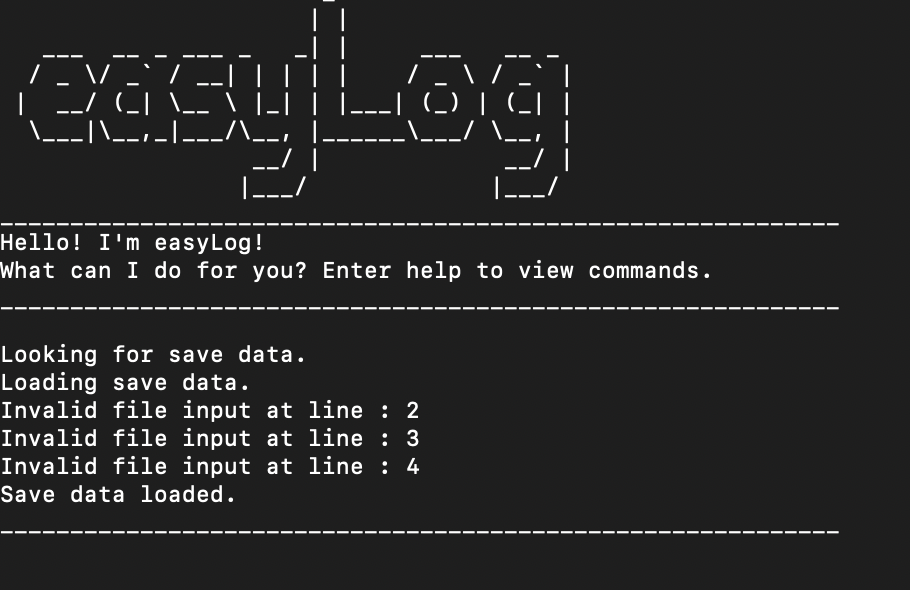 easyLog
Hello! I'm easyLog!
What can I do for you? Enter help to view commands.
Looking for save data.
Loading save data.
Invalid file input at line : 2
Invalid file input at line : 3
Invalid file input at line : 4
Save data loaded.